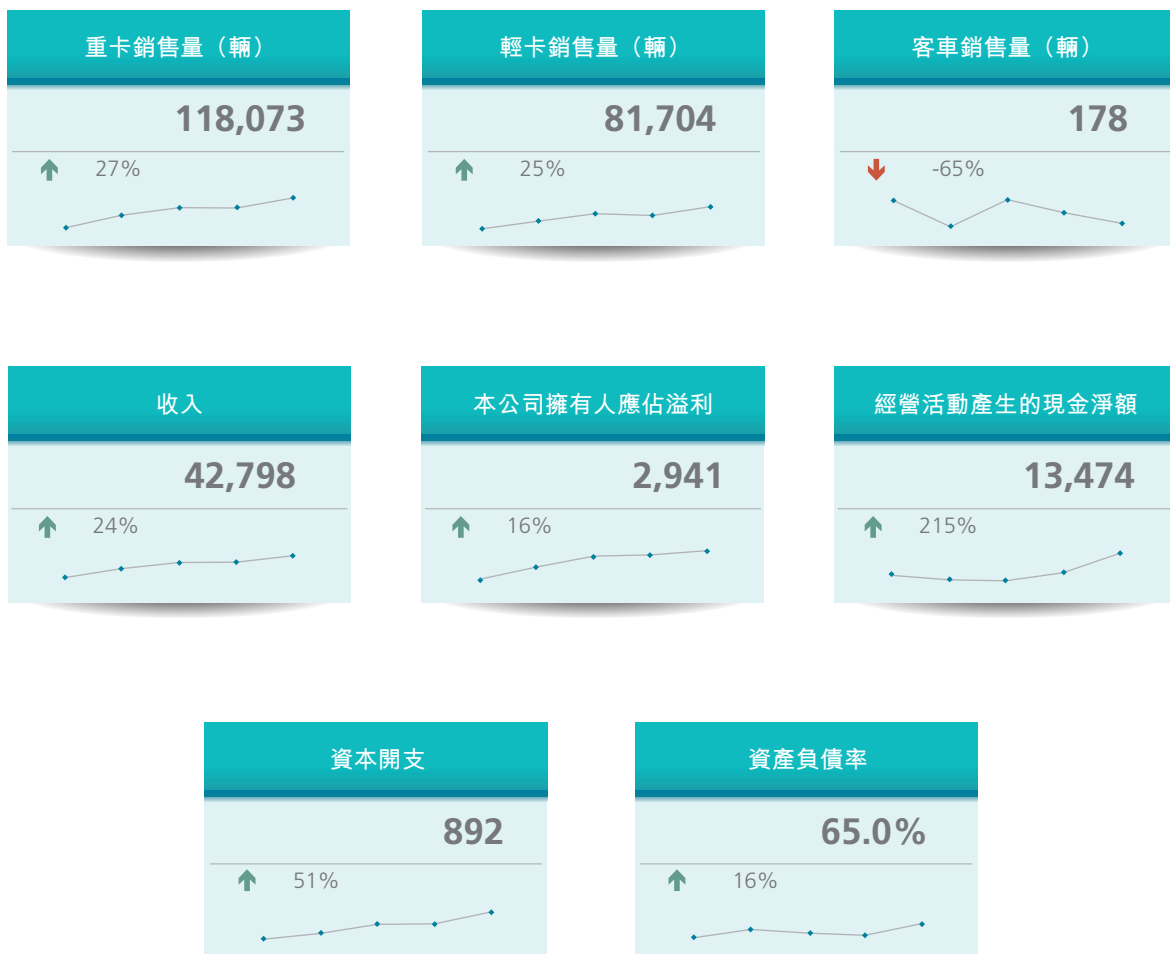 重卡銷售量（輛）
118,073
27%
輕卡銷售量（輛）
81,704
25%
客車銷售量（輛）
178
-65%
收入
42,798
24%
本公司擁有人應佔溢利
2,941
16%
經營活動產生的現金淨額
13,474
215%
資本開支
892
51%
資產負債率
65.0%
16%